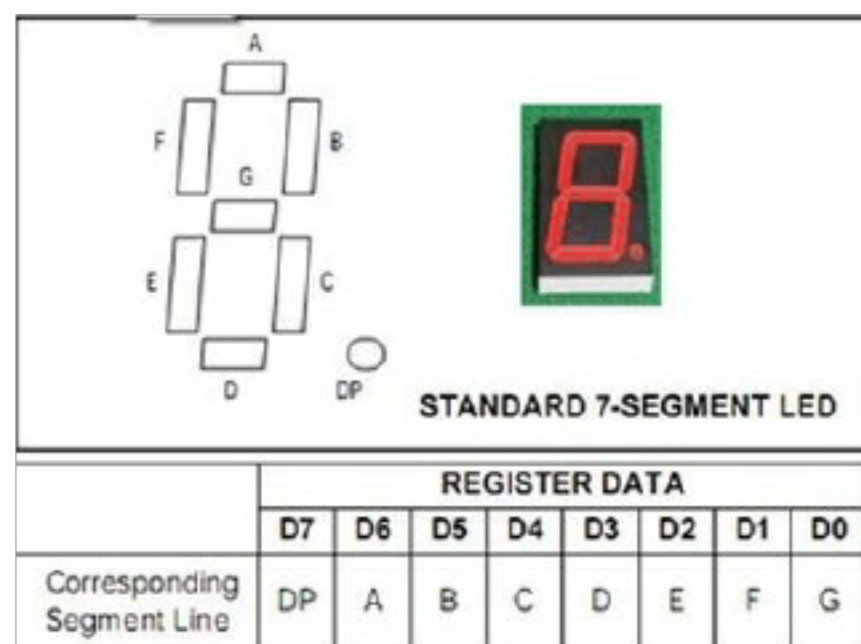 A
F
B
G
E
C
D
DP
STANDARD 7-SEGMENT LED
REGISTER DATA
D7 D6 D5 D4 D3 D2 D1 D0
Corresponding
Segment Line
DP A B C D E F G